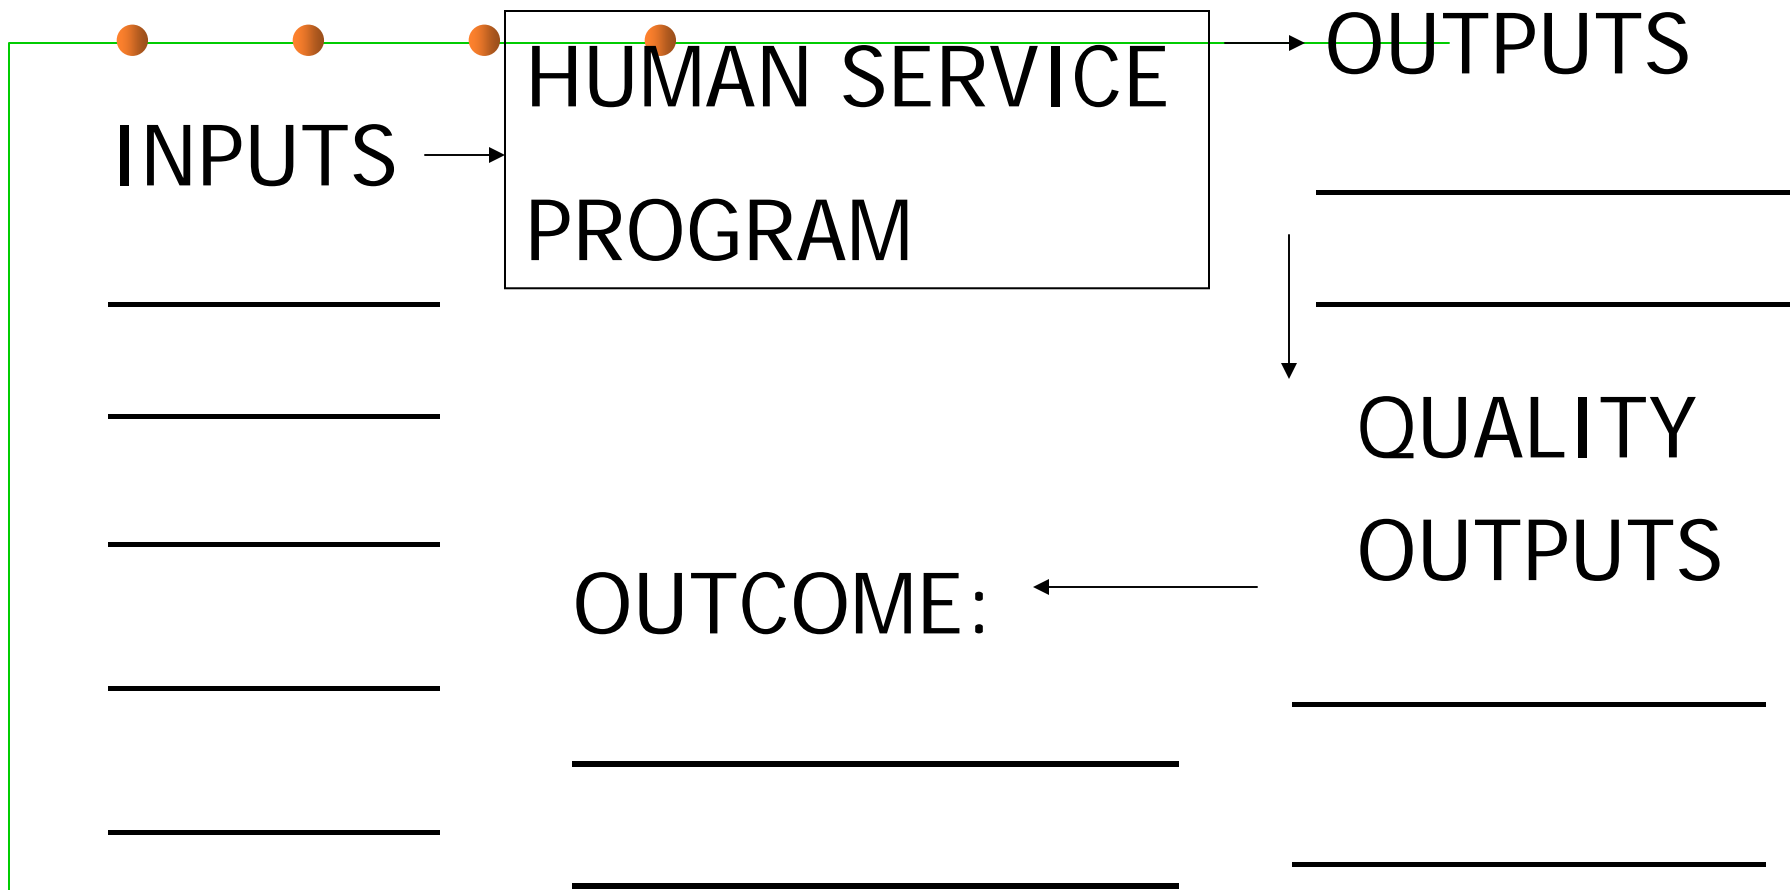 INPUTS
HUMAN SERVICE
PROGRAM
OUTPUTS
QUALITY
OUTPUTS
OUTCOME: